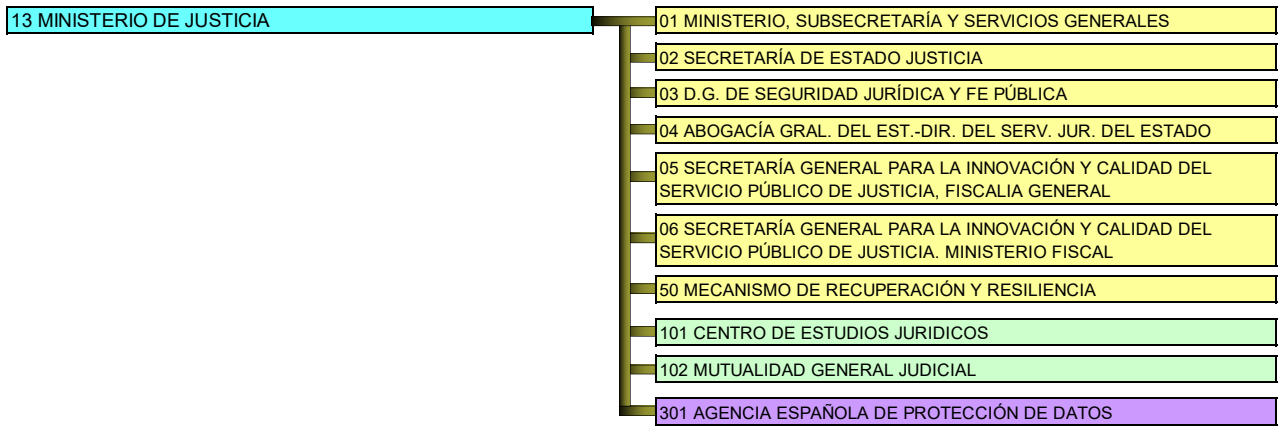 13 MINISTERIO DE JUSTICIA
01 MINISTERIO, SUBSECRETARÍA Y SERVICIOS GENERALES
02 SECRETARÍA DE ESTADO JUSTICIA
03 D.G. DE SEGURIDAD JURÍDICA Y FE PÚBLICA
04 ABOGACÍA GRAL. DEL EST.-DIR. DEL SERV. JUR. DEL ESTADO
05 SECRETARÍA GENERAL PARA LA INNOVACIÓN Y CALIDAD DEL
SERVICIO PÚBLICO DE JUSTICIA, FISCALIA GENERAL
06 SECRETARÍA GENERAL PARA LA INNOVACIÓN Y CALIDAD DEL
SERVICIO PÚBLICO DE JUSTICIA. MINISTERIO FISCAL
50 MECANISMO DE RECUPERACIÓN Y RESILIENCIA
101 CENTRO DE ESTUDIOS JURIDICOS
102 MUTUALIDAD GENERAL JUDICIAL
301 AGENCIA ESPAÑOLA DE PROTECCIÓN DE DATOS